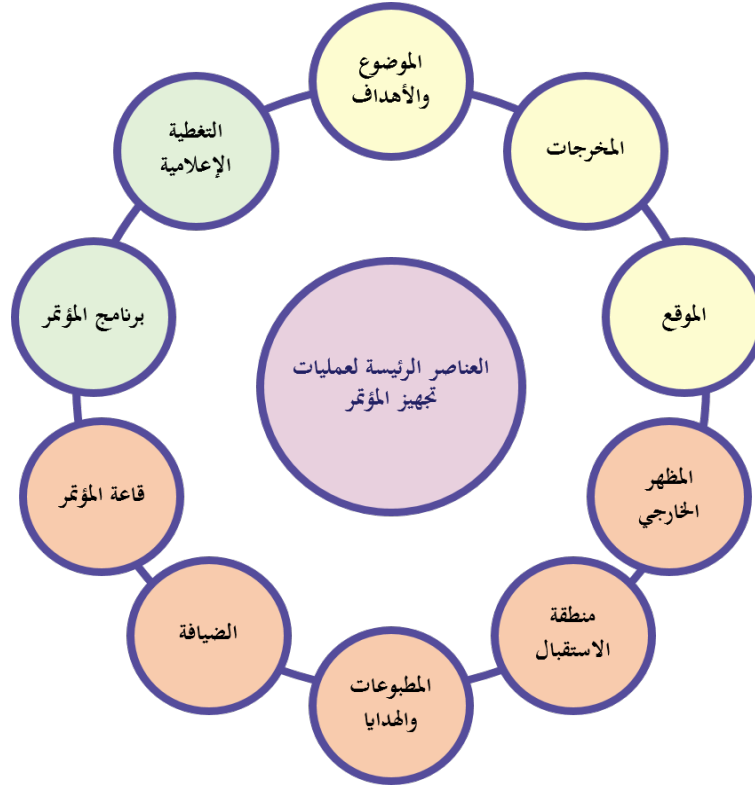 العناصر الرئيسة لعمليات
تجهيز المؤتمر
الموضوع
والأهداف
المخرجات
الموقع
المظهر
الخارجي
منطقة
الاستقبال
المطبوعات
والهدايا
الضيافة
قاعة المؤتمر
برنامج المؤتمر
التغطية
الإعلامية